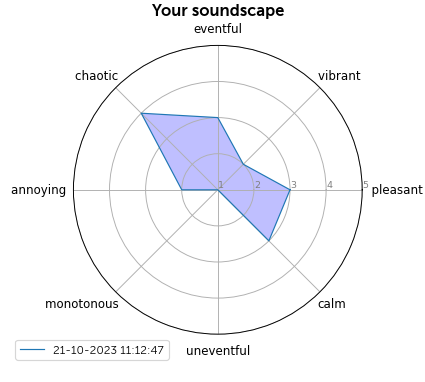 Your soundscape
eventful
chaotic
vibrant
annoying
1
2
3
4
5
pleasant
monotonous
calm
21-10-2023 11:12:47
uneventful